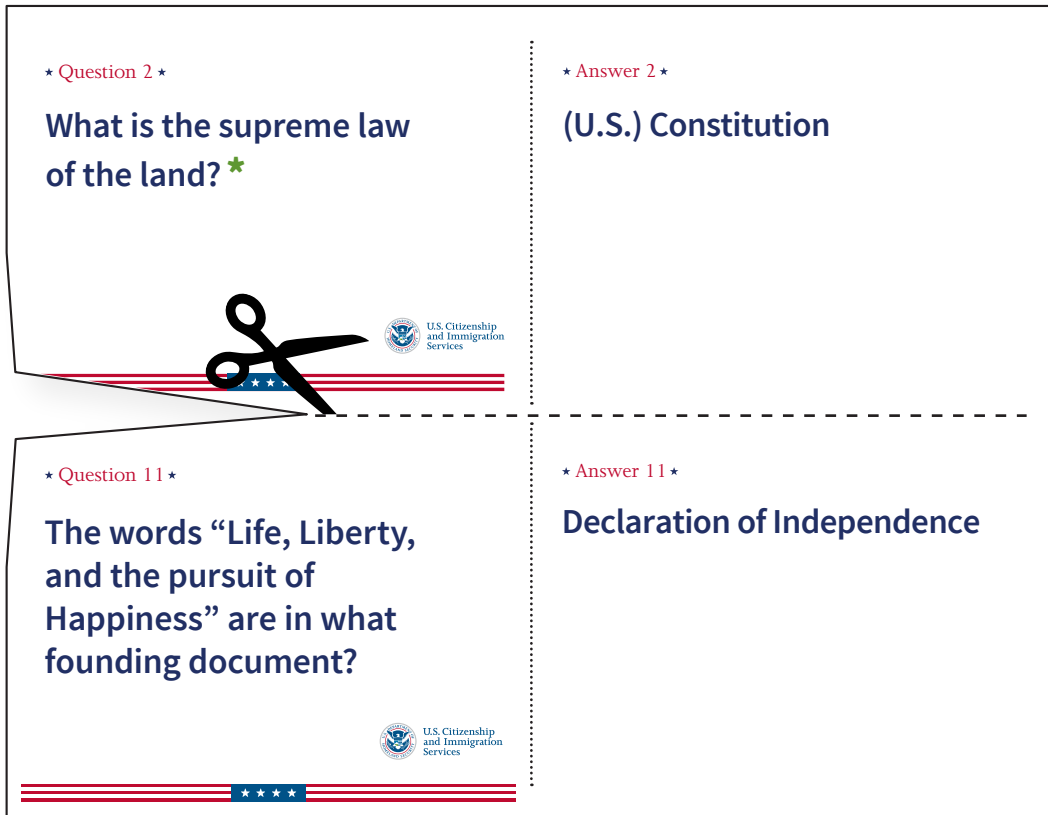 ★ Question 2 ★
What is the supreme law
of the land? *
U.S. Citizenship
and Immigration
Services
★ Answer 2 ★
(U.S.) Constitution
★ Question 11 ★
The words “Life, Liberty,
and the pursuit of
Happiness” are in what
founding document?
U.S. Citizenship
and Immigration
Services
★ Answer 11 ★
Declaration of Independence